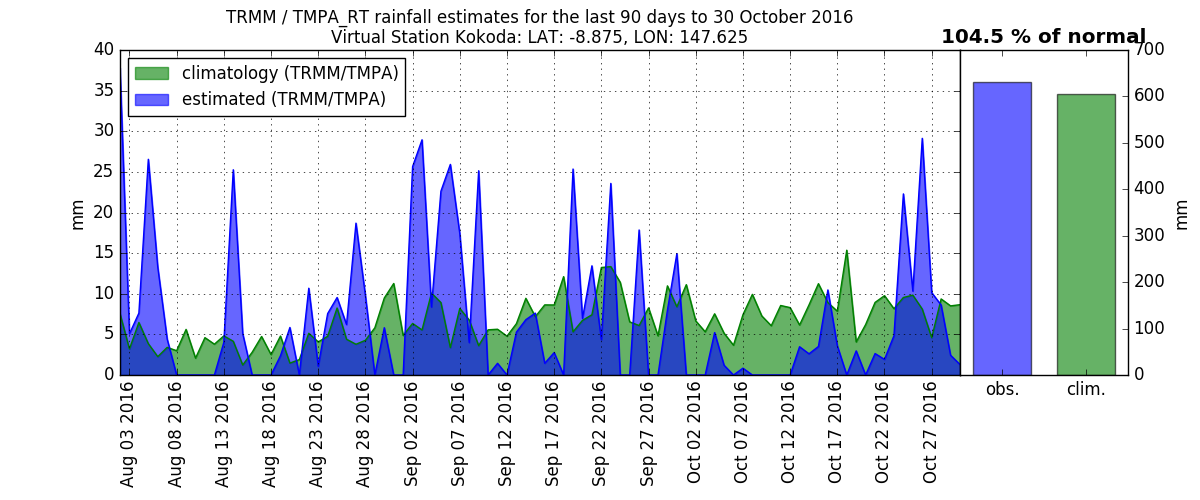 TRMM / TMPA_RT rainfall estimates for the last 90 days to 30 October 2016
Virtual Station Kokoda: LAT: -8.875, LON: 147.625
104.5 % of normal
climatology (TRMM/TMPA)
estimated (TRMM/TMPA)
40
35
30
25
20
15
10
5
0
mm
Aug 03 2016
Aug 08 2016
Aug 13 2016
Aug 18 2016
Aug 23 2016
Aug 28 2016
Sep 02 2016
Sep 07 2016
Sep 12 2016
Sep 17 2016
Sep 22 2016
Sep 27 2016
Oct 02 2016
Oct 07 2016
Oct 12 2016
Oct 17 2016
Oct 22 2016
Oct 27 2016
700
600
500
400
300
200
100
0
mm
obs.
clim.